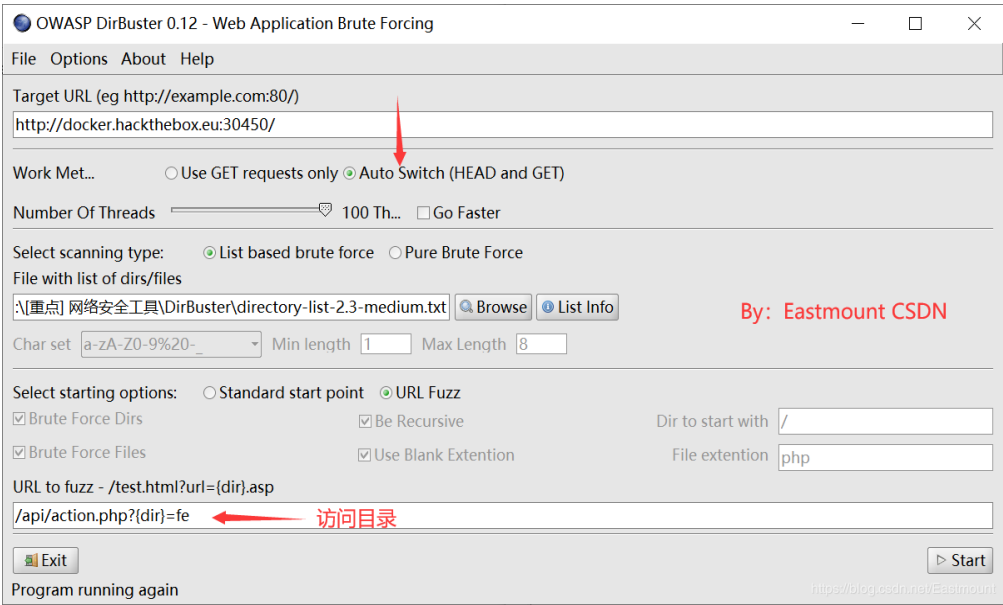 OWASP DirBuster 0.12 - Web Application Brute Forcing
File Options About Help
Target URL (eg http://example.com:80/)
http://docker.hackthebox.eu:30450/
Work Met... Use GET requests only Auto Switch (HEAD and GET)
Number Of Threads 100 Th... Go Faster
Select scanning type: List based brute force Pure Brute Force
File with list of dirs/files
:\[重点] 网络安全工具\DirBuster\directory-list-2.3-medium.txt Browse List Info
By：Eastmount CSDN
Char set a-zA-Z0-9%20-_ Min length 1 Max Length 8
Select starting options: Standard start point URL Fuzz
Brute Force Dirs Be Recursive Dir to start with /
Brute Force Files Use Blank Extention File extention php
URL to fuzz - /test.html?url={dir}.asp
/api/action.php?{dir}=fe 访问目录
Exit Start
Program running again
https://blog.csdn.net/Eastmount